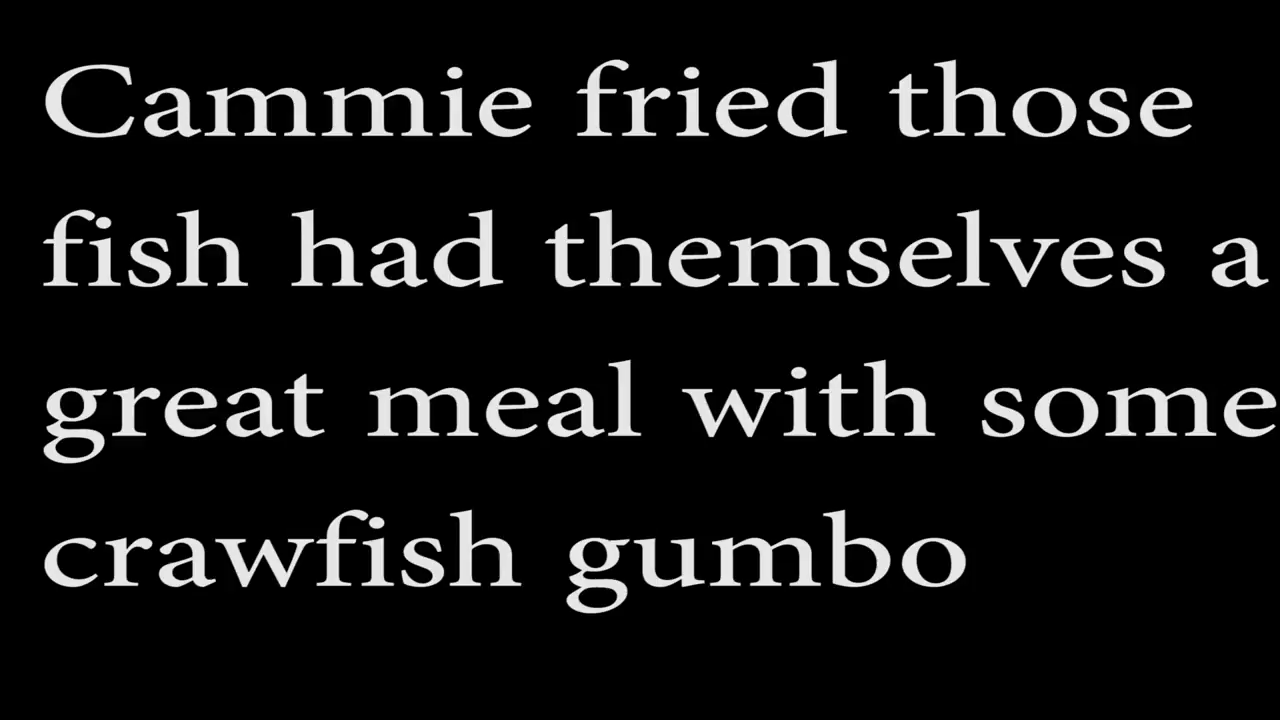 Cammie fried those
fish had themselves a
great meal with some
crawfish gumbo